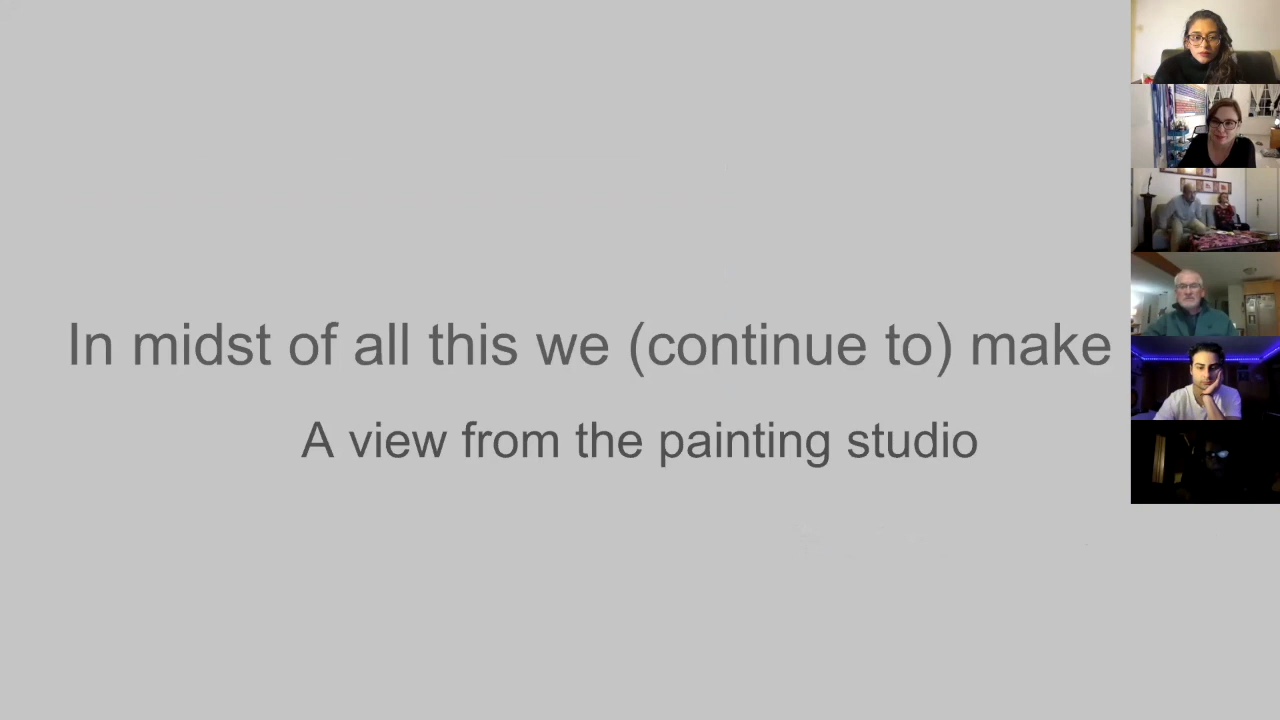 In midst of all this we (continue to) make
A view from the painting studio